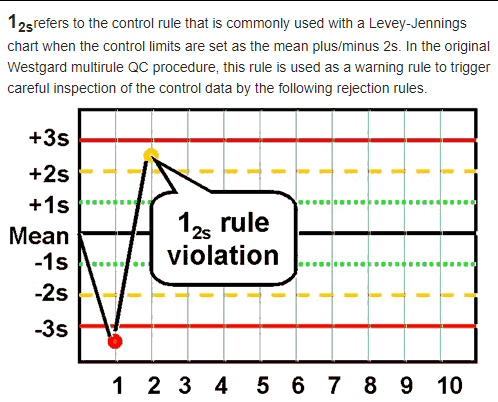 12s refers to the control rule that is commonly used with a Levey-Jennings
chart when the control limits are set as the mean plus/minus 2s. In the original
Westgard multirule QC procedure, this rule is used as a warning rule to trigger
careful inspection of the control data by the following rejection rules.
+3s
+2s
+1s
Mean
-1s
-2s
-3s
12s rule
violation
1 2 3 4 5 6 7 8 9 10